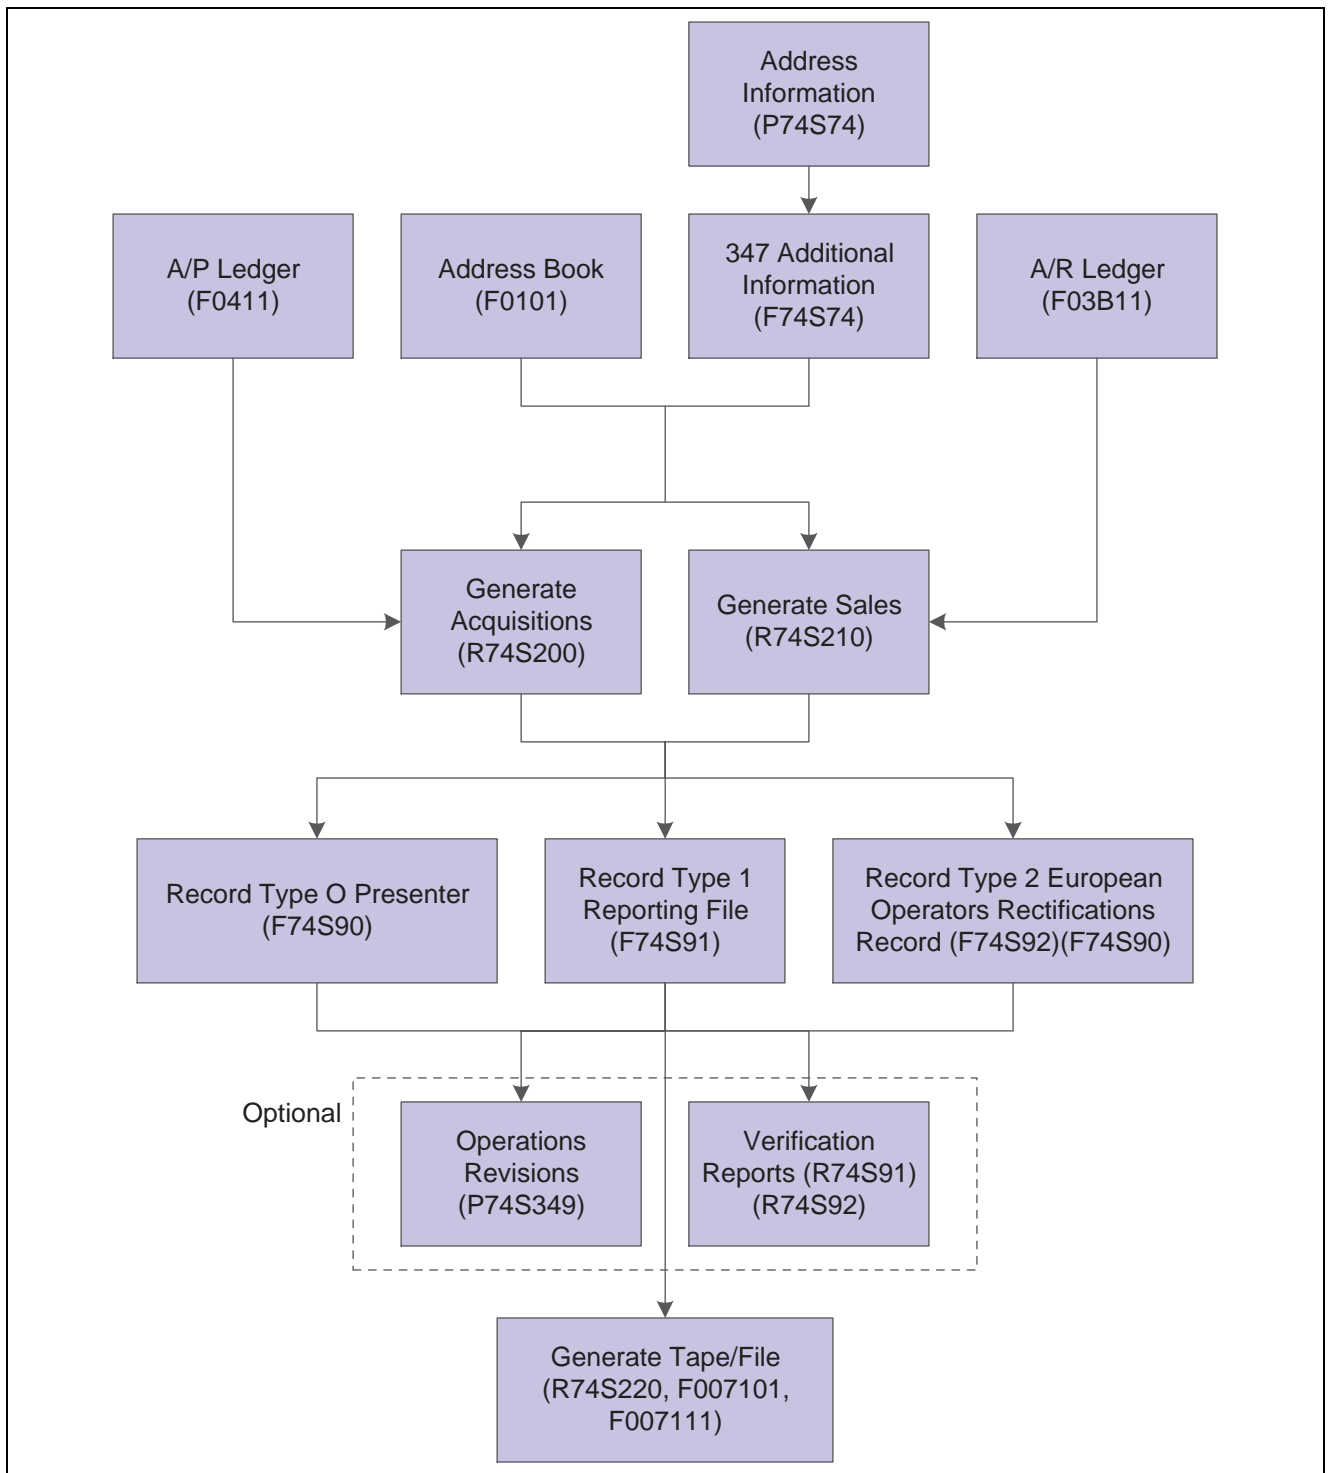 Address
Information
(P74S74)
A/P Ledger
(F0411)
Address Book
(F0101)
347 Additional
Information
(F74S74)
A/R Ledger
(F03B11)
Generate
Acquisitions
(R74S200)
Generate Sales
(R74S210)
Record Type O Presenter
(F74S90)
Record Type 1
Reporting File
(F74S91)
Record Type 2 European
Operators Rectifications
Record (F74S92)(F74S90)
Optional
Operations
Revisions
(P74S349)
Verification
Reports (R74S91)
(R74S92)
Generate Tape/File
(R74S220, F007101,
F007111)